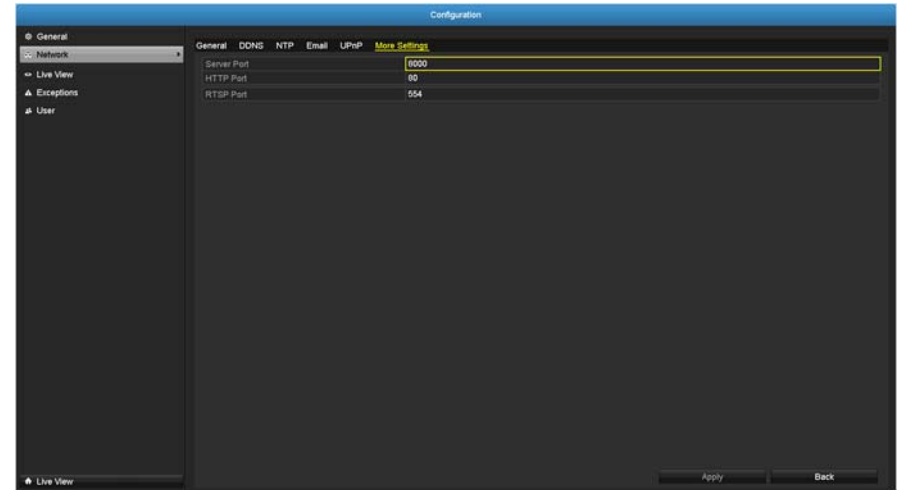 Configuration
General
Network
Live View
Exceptions
User
General DDNS NTP Email UPnP More Settings
Server Port 8000
HTTP Port 80
RTSP Port 554
Live View
Apply Back